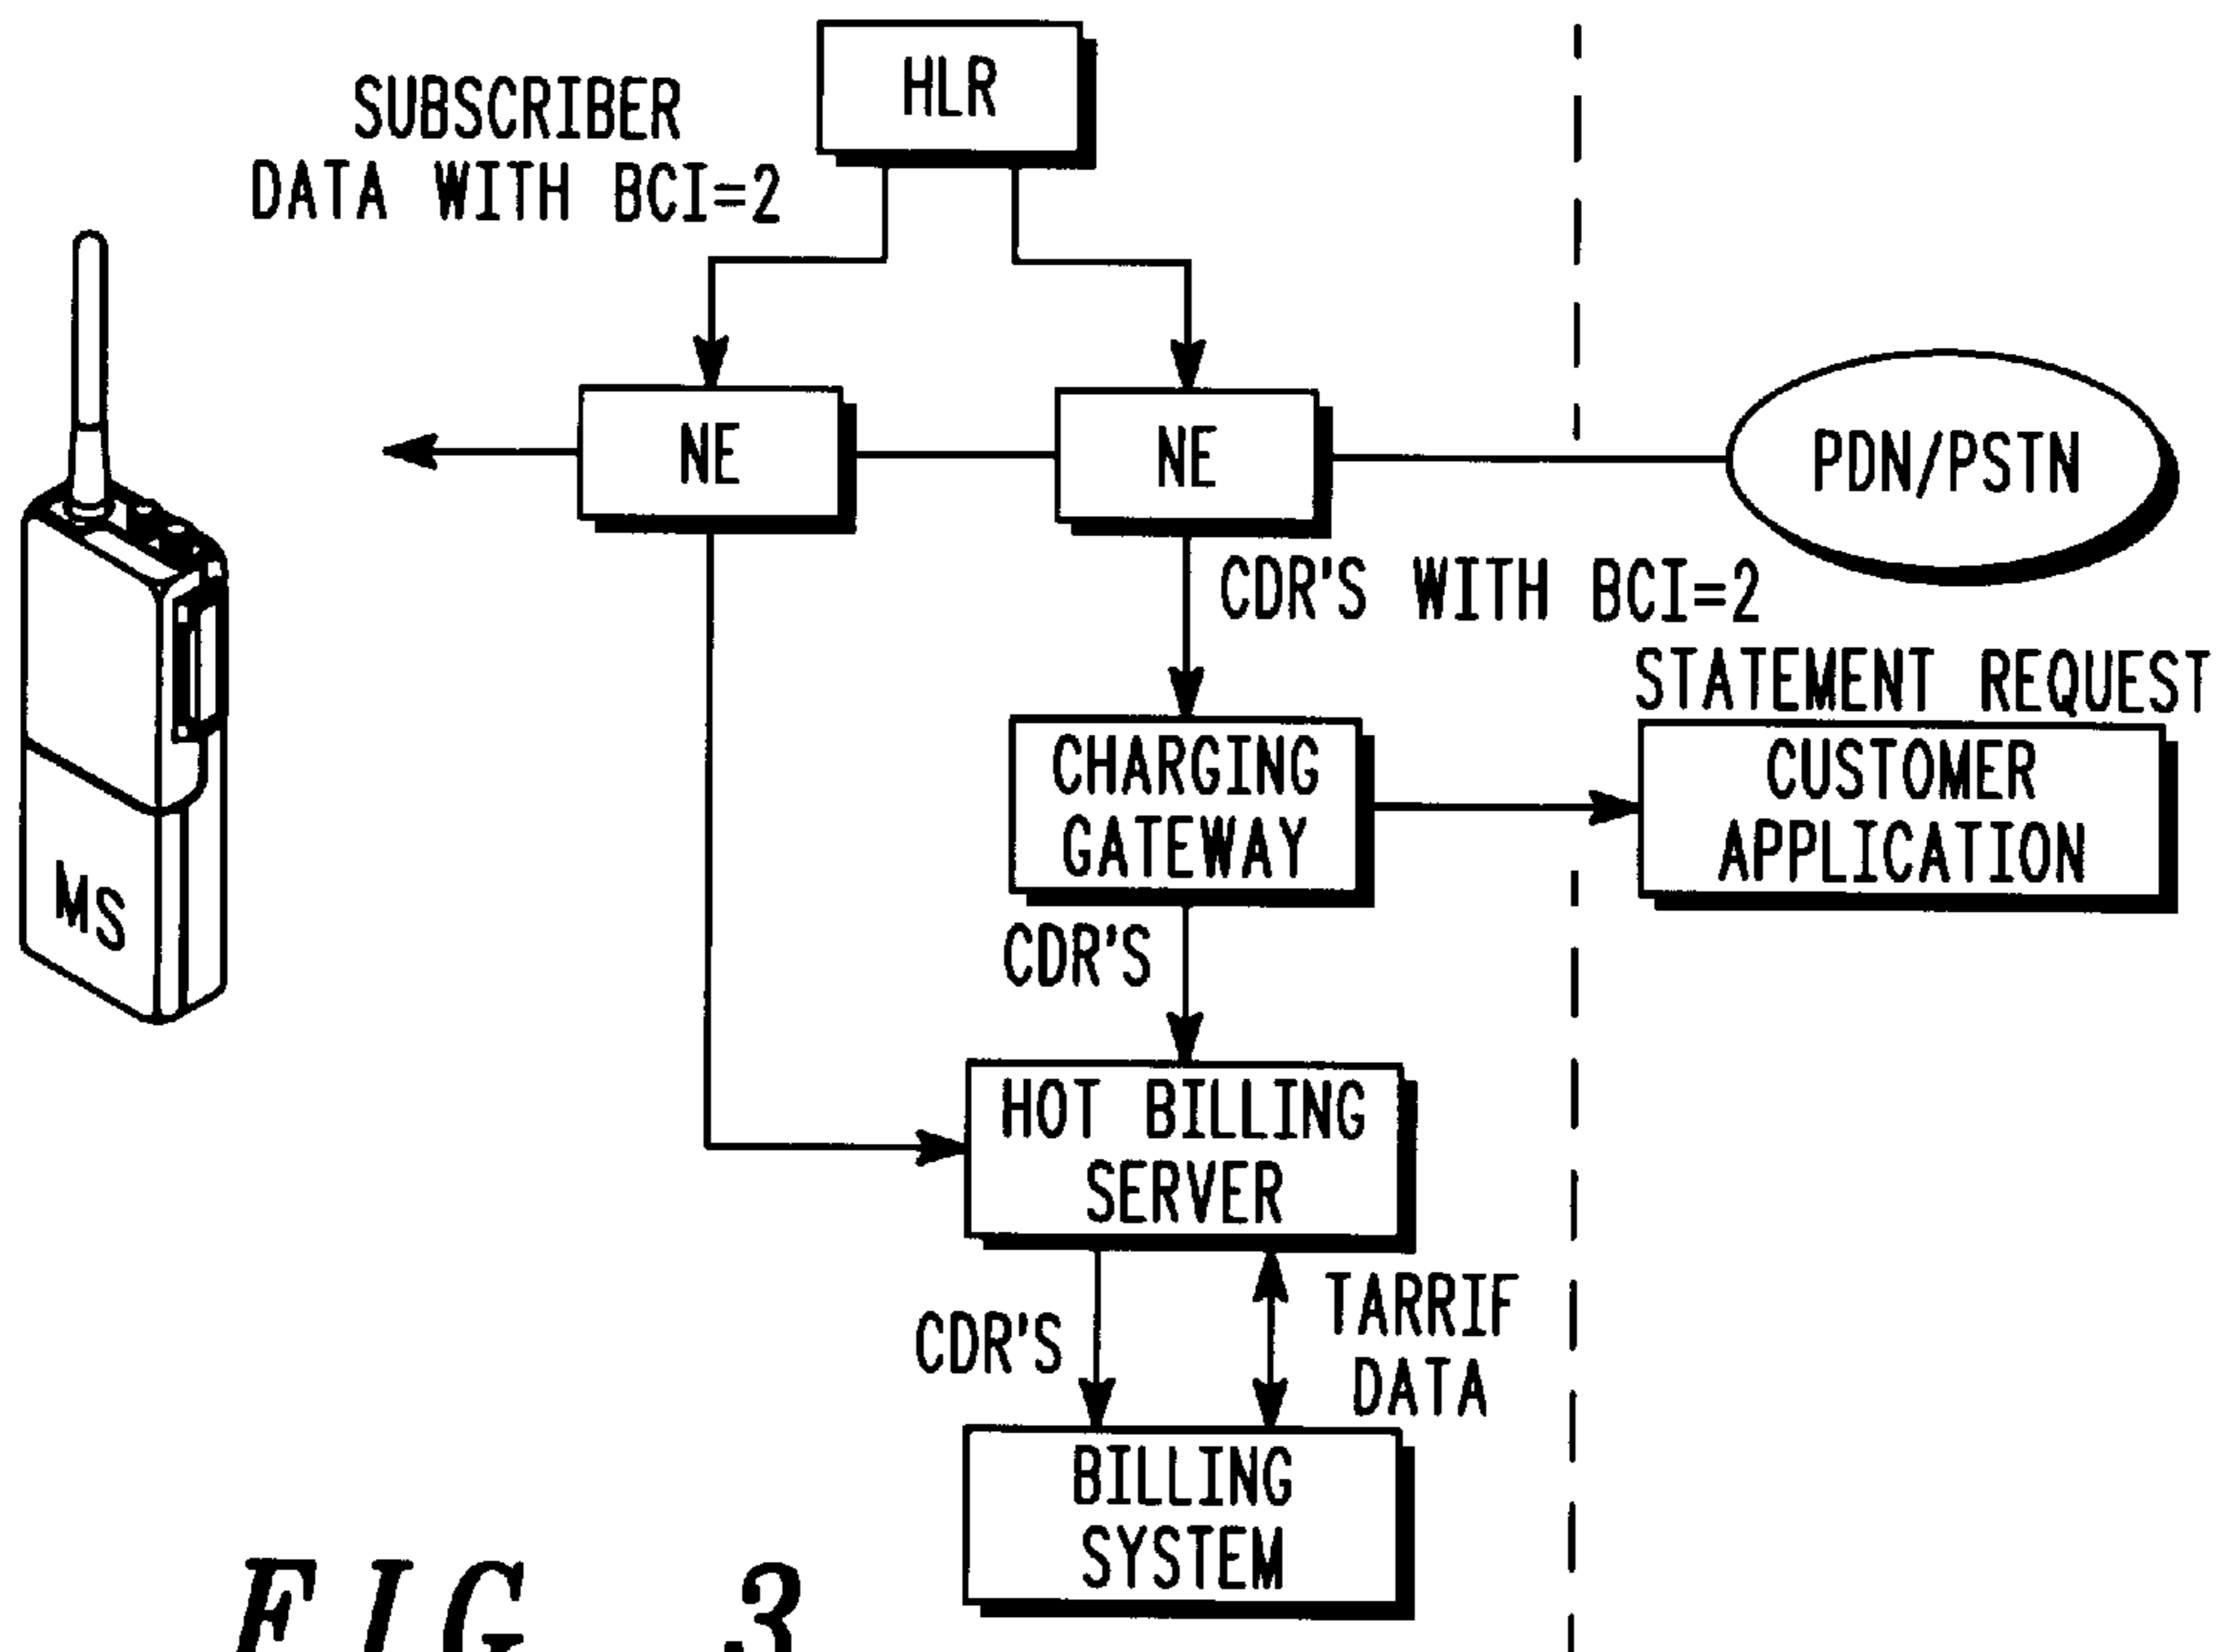 HLR
SUBSCRIBER
DATA WITH BCI=2
NE
NE
PDN/PSTN
CDR'S WITH BCI=2
STATEMENT REQUEST
CHARGING
GATEWAY
CUSTOMER
APPLICATION
MS
CDR'S
HOT BILLING
SERVER
CDR'S
TARRIF
DATA
BILLING
SYSTEM
FIG 3